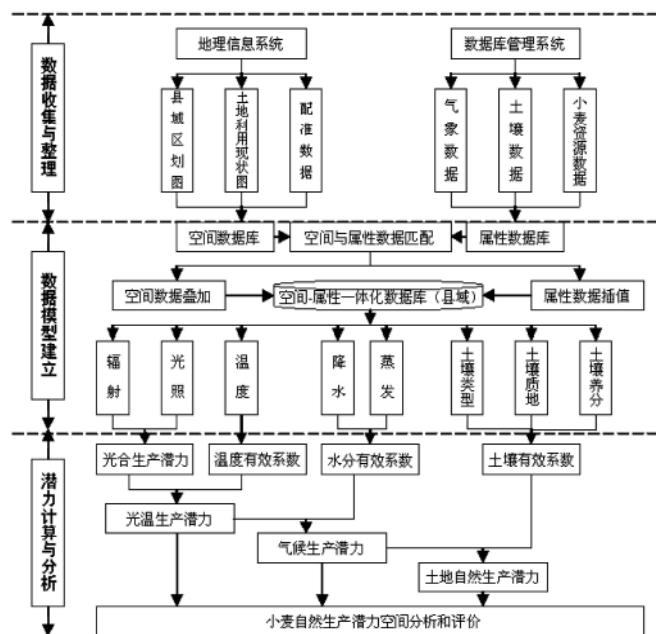 数据收集与整理
地理信息系统
数据库管理系统
县域区划图
土地利用现状图
配准数据
气象数据
土壤数据
小麦资源数据
数据模型建立
空间数据库
空间与属性数据匹配
属性数据库
空间数据叠加
空间-属性一体化数据库（县域）
属性数据插值
辐射
光照
温度
降水
蒸发
土壤类型
土壤质地
土壤养分
潜力计算与分析
光合生产潜力
温度有效系数
水分有效系数
土壤有效系数
光温生产潜力
气候生产潜力
土地自然生产潜力
小麦自然生产潜力空间分析和评价